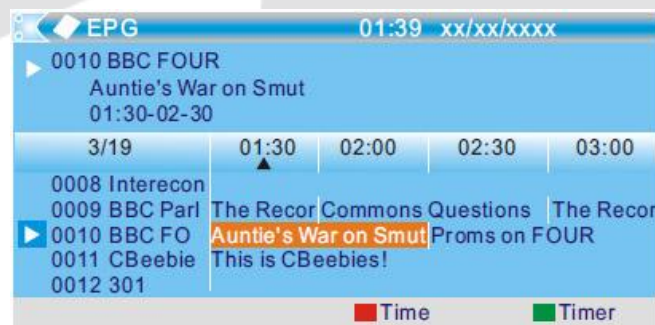 EPG 01:39 xx/xx/xxxx
0010 BBC FOUR
Auntie's War on Smut
01:30-02-30
3/19 01:30 02:00 02:30 03:00
0008 Interecon
0009 BBC Parl The Recor Commons Questions The Recor
0010 BBC FO Auntie's War on Smut Proms on FOUR
0011 CBeebie This is CBeebies!
0012 301
Time Timer